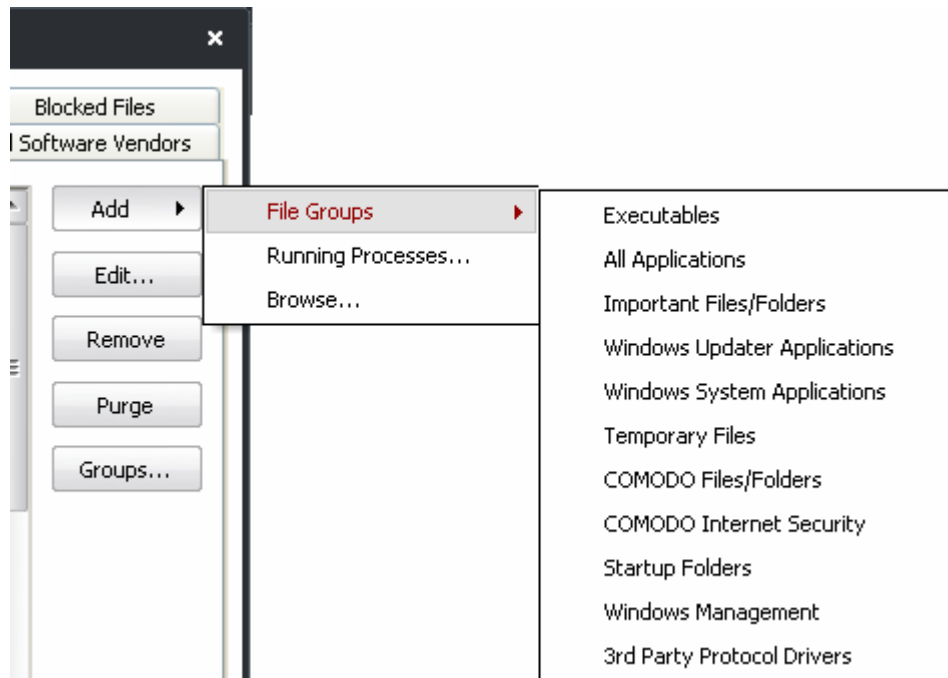 Blocked Files
Software Vendors
Add
Edit...
Remove
Purge
Groups...
File Groups
Running Processes...
Browse...
Executables
All Applications
Important Files/Folders
Windows Updater Applications
Windows System Applications
Temporary Files
COMODO Files/Folders
COMODO Internet Security
Startup Folders
Windows Management
3rd Party Protocol Drivers